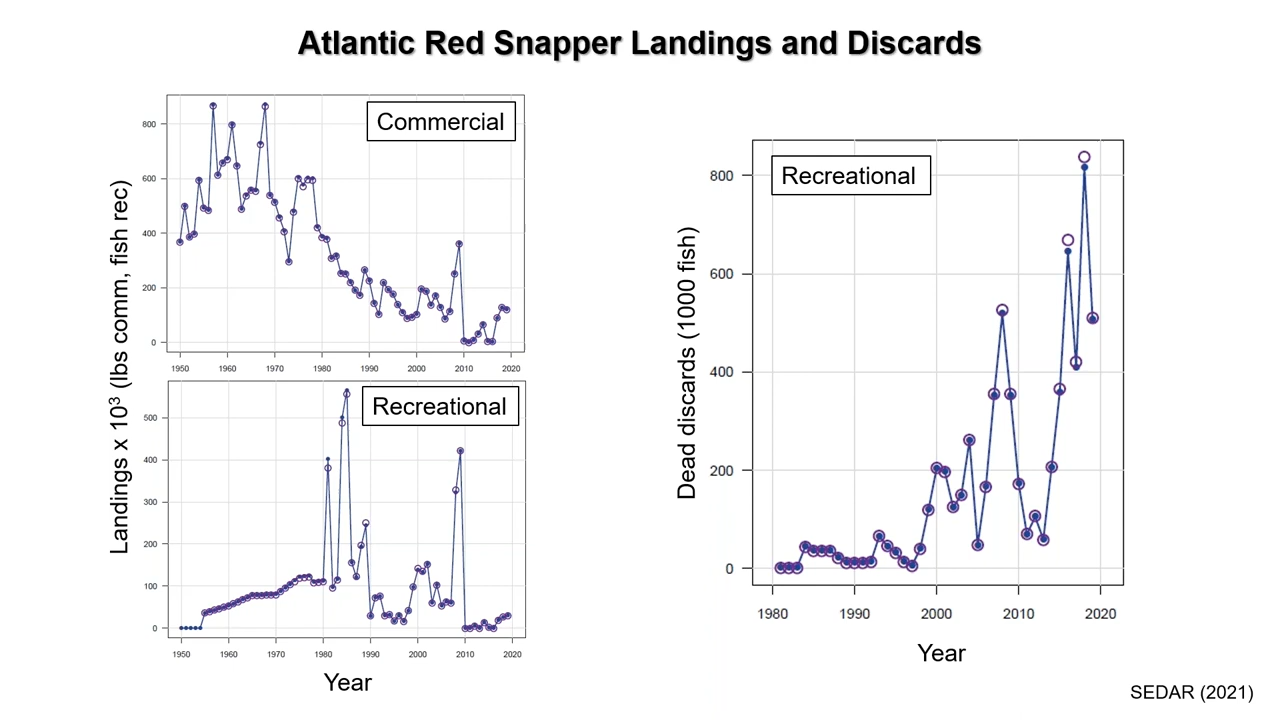 Atlantic Red Snapper Landings and Discards
Landings x 10³ (lbs comm, fish rec)
Commercial
800
600
400
200
0
1950 1960 1970 1980 1990 2000 2010 2020
Recreational
500
400
300
200
100
0
1950 1960 1970 1980 1990 2000 2010 2020
Year
Dead discards (1000 fish)
Recreational
800
600
400
200
0
1980 1990 2000 2010 2020
Year
SEDAR (2021)